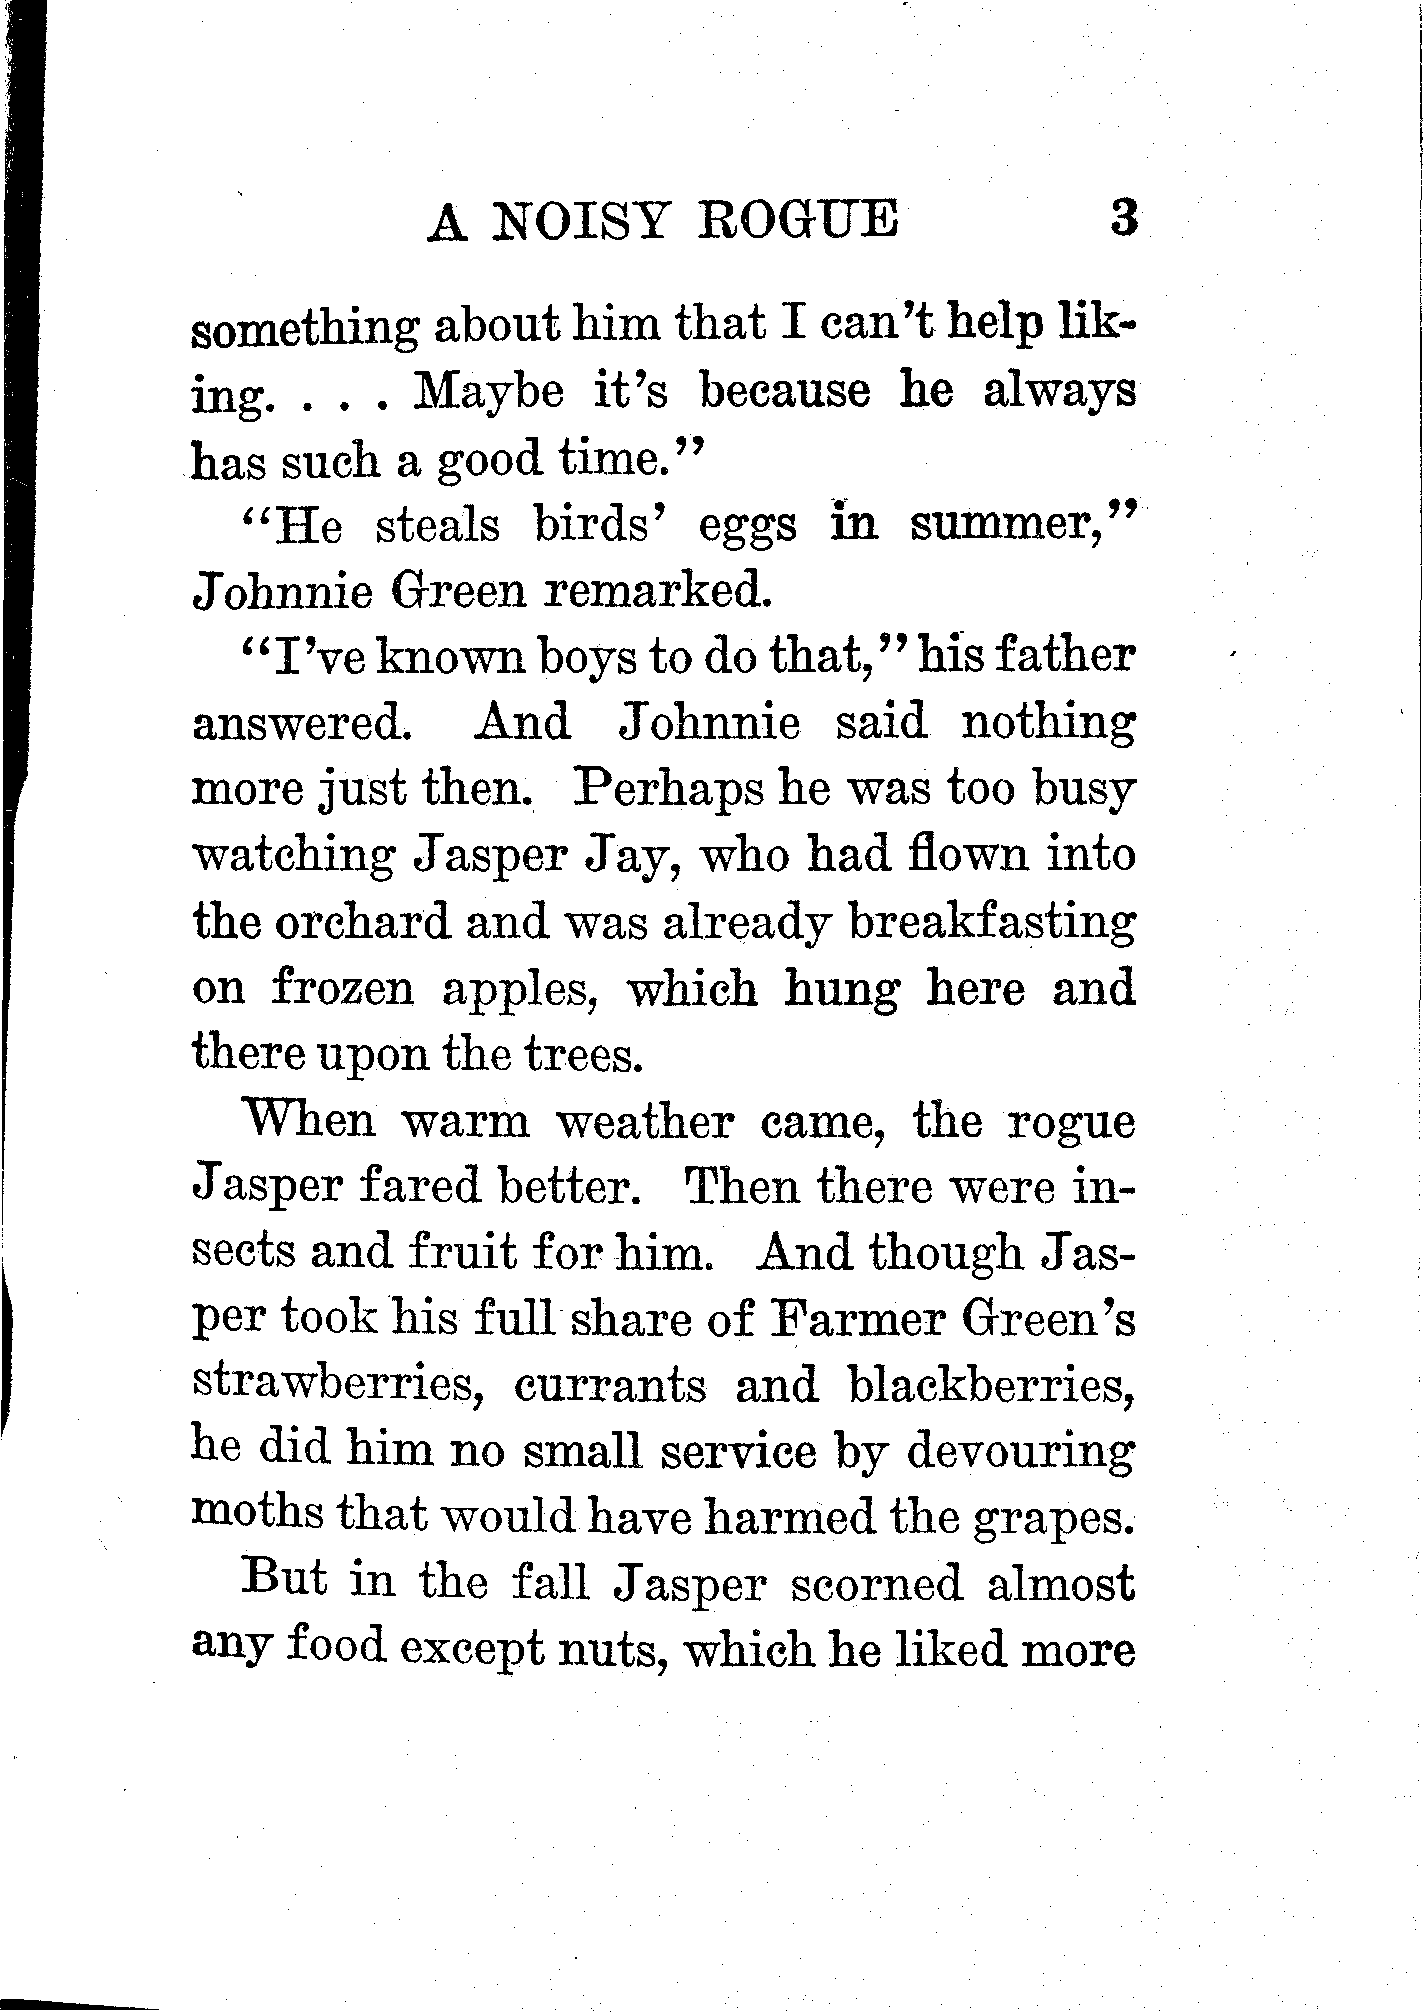 A NOISY ROGUE 3
something about him that I can't help lik-
ing. . . . Maybe it's because he always
has such a good time."
"He steals birds' eggs in summer,"
Johnnie Green remarked.
"I've known boys to do that," his father
answered. And Johnnie said nothing
more just then. Perhaps he was too busy
watching Jasper Jay, who had flown into
the orchard and was already breakfasting
on frozen apples, which hung here and
there upon the trees.
When warm weather came, the rogue
Jasper fared better. Then there were in-
sects and fruit for him. And though Jas-
per took his full share of Farmer Green's
strawberries, currants and blackberries,
he did him no small service by devouring
moths that would have harmed the grapes.
But in the fall Jasper scorned almost
any food except nuts, which he liked more